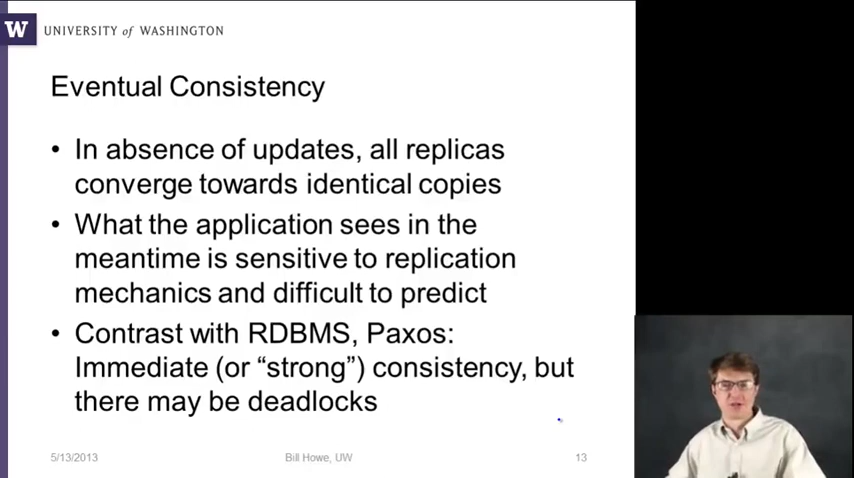 W UNIVERSITY of WASHINGTON
Eventual Consistency
• In absence of updates, all replicas
converge towards identical copies
• What the application sees in the
meantime is sensitive to replication
mechanics and difficult to predict
• Contrast with RDBMS, Paxos:
Immediate (or “strong”) consistency, but
there may be deadlocks
5/13/2013 Bill Howe, UW 13